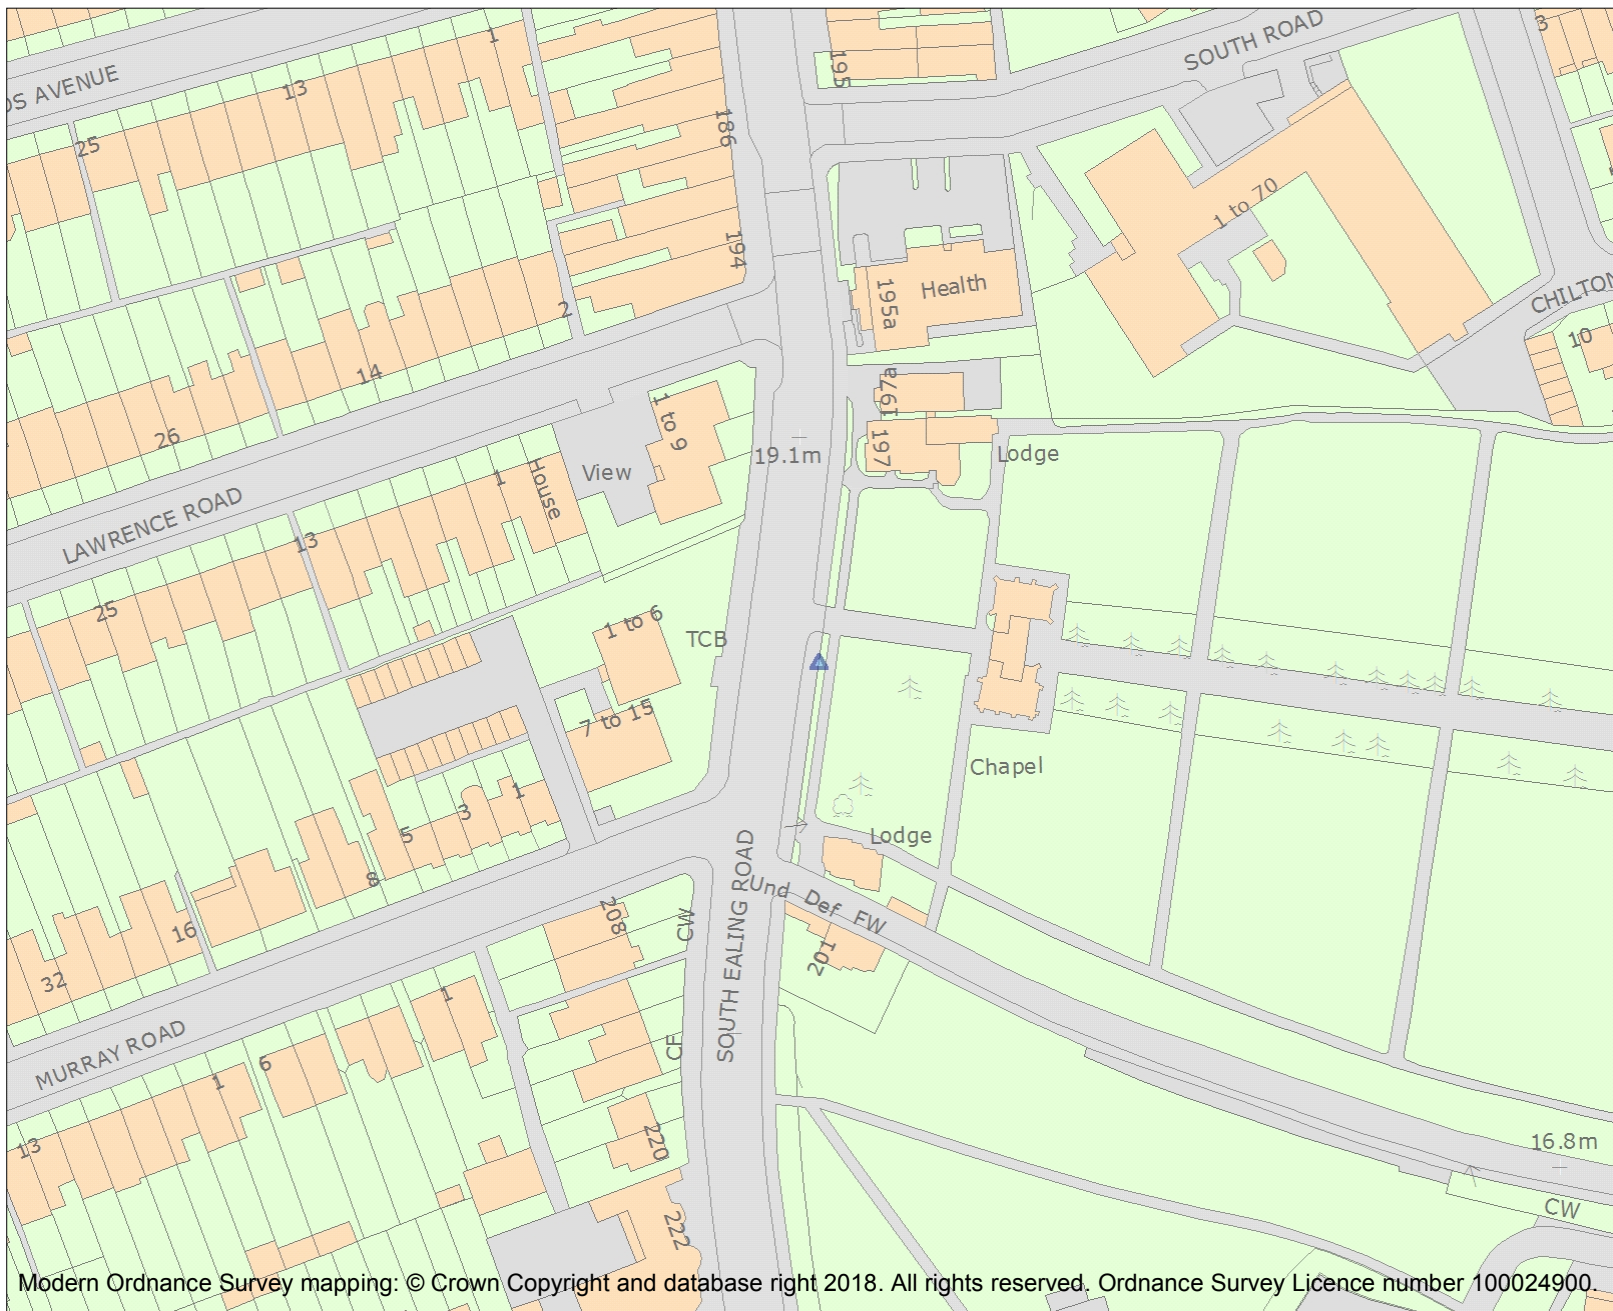 1
3
SOUTH ROAD
13
195
OS AVENUE
186
25
1 to 70
194
Health
195a
CHILTON
2
10
14
197a
1 to 9
26
197
Lodge
19.1m
View
1
House
LAWRENCE ROAD
13
25
1 to 6
TCB
7 to 15
Chapel
1
3
5
Lodge
8
Und Def FW
208
CW
16
201
32
SOUTH EALING ROAD
1
CF
MURRAY ROAD
6
1
13
220
16.8m
CW
222
Modern Ordnance Survey mapping: © Crown Copyright and database right 2018. All rights reserved. Ordnance Survey Licence number 100024900.